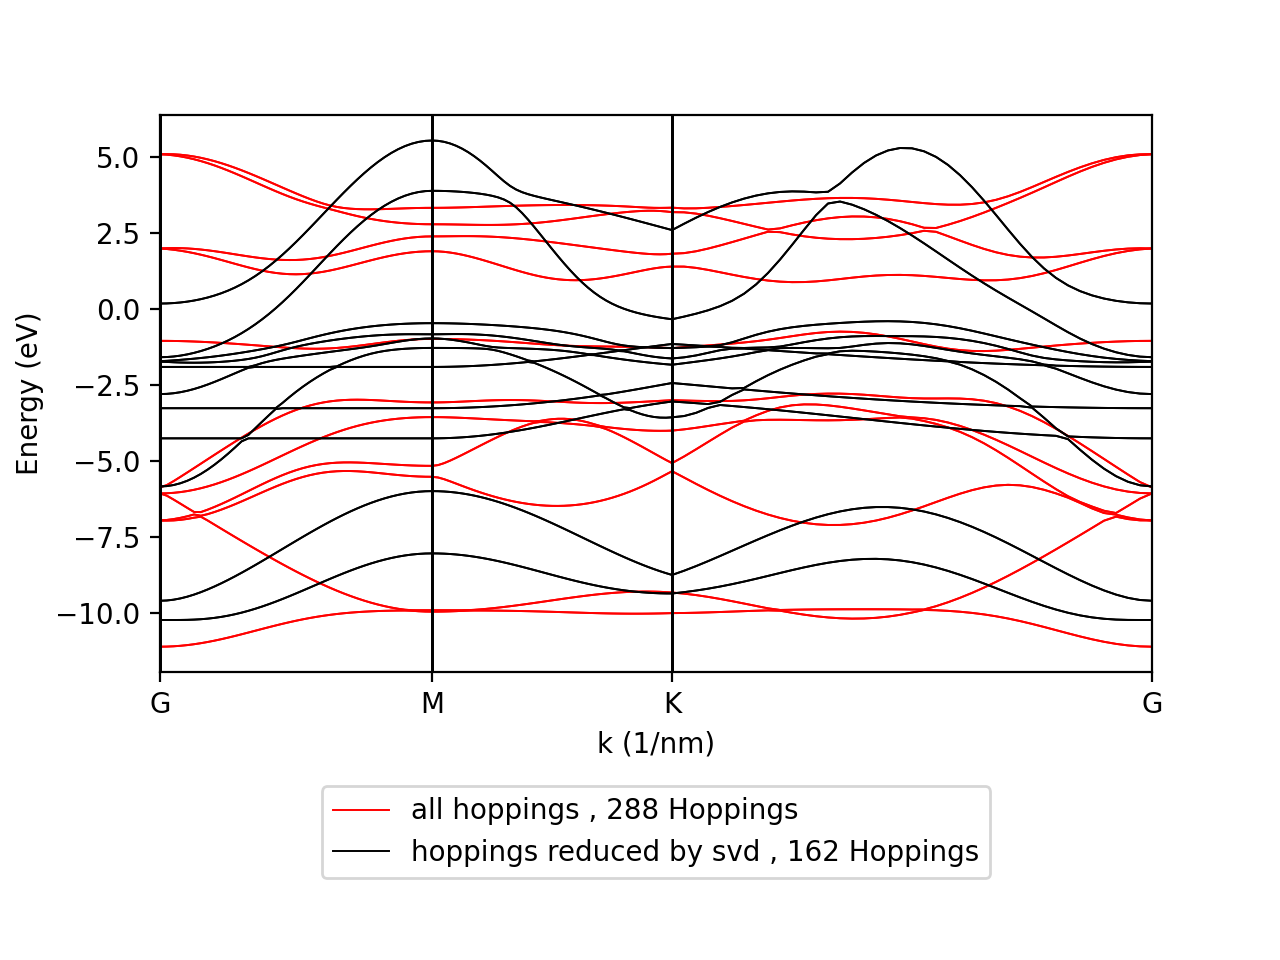 5.0
2.5
0.0
−2.5
−5.0
−7.5
−10.0
Energy (eV)
G M K G
k (1/nm)
all hoppings , 288 Hoppings
hoppings reduced by svd , 162 Hoppings